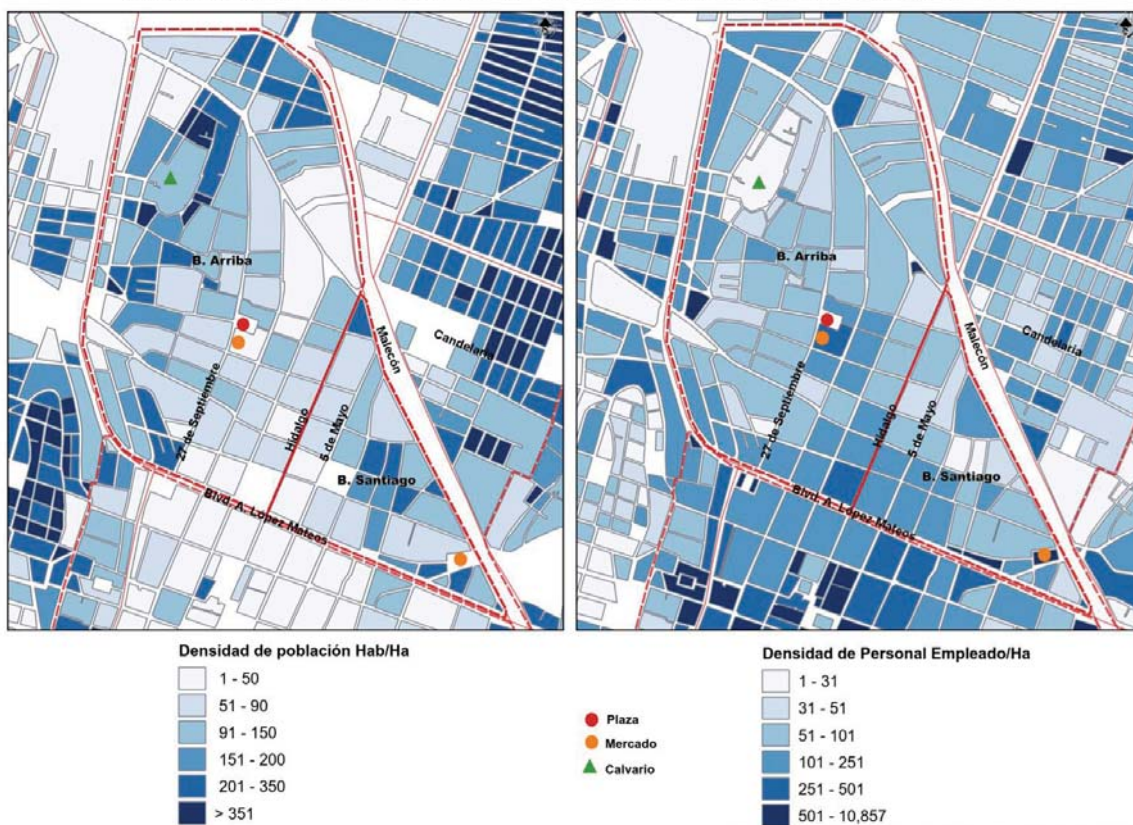 B. Arriba
Candelaria
Malecón
27 de Septiembre
Hidalgo
5 de Mayo
B. Santiago
Blvd. A. López Mateos
B. Arriba
Candelaria
Malecón
27 de Septiembre
Hidalgo
5 de Mayo
B. Santiago
Blvd. A. López Mateos
Densidad de población Hab/Ha
1 - 50
51 - 90
91 - 150
151 - 200
201 - 350
> 351
Plaza
Mercado
Calvario
Densidad de Personal Empleado/Ha
1 - 31
31 - 51
51 - 101
101 - 251
251 - 501
501 - 10,857